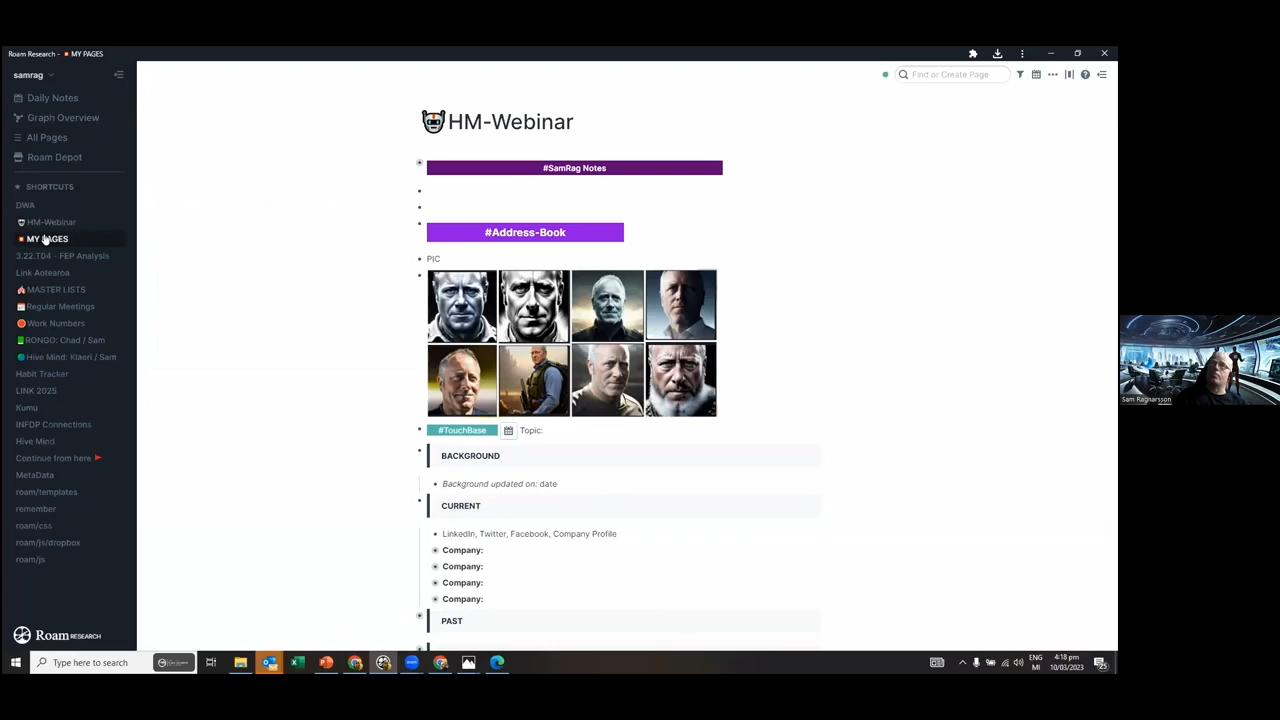 Roam Research - MY PAGES
samrag
Daily Notes
Graph Overview
All Pages
Roam Depot
SHORTCUTS
DWA
HM-Webinar
MY PAGES
3.22.T04 - FEP Analysis
Link Aotearoa
MASTER LISTS
Regular Meetings
Work Numbers
RONGO: Chad / Sam
Hive Mind: Klaeri / Sam
Habit Tracker
LINK 2025
Kumu
INFDP Connections
Hive Mind
Continue from here
MetaData
roam/templates
remember
roam/css
roam/js/dropbox
roam/js
Roam RESEARCH
Find or Create Page
HM-Webinar
#SamRag Notes
#Address-Book
PIC
#TouchBase Topic:
BACKGROUND
Background updated on: date
CURRENT
LinkedIn, Twitter, Facebook, Company Profile
Company:
Company:
Company:
Company:
PAST
Sam Ragnarsson
Type here to search
ENG
MI
4:18 pm
10/03/2023
25